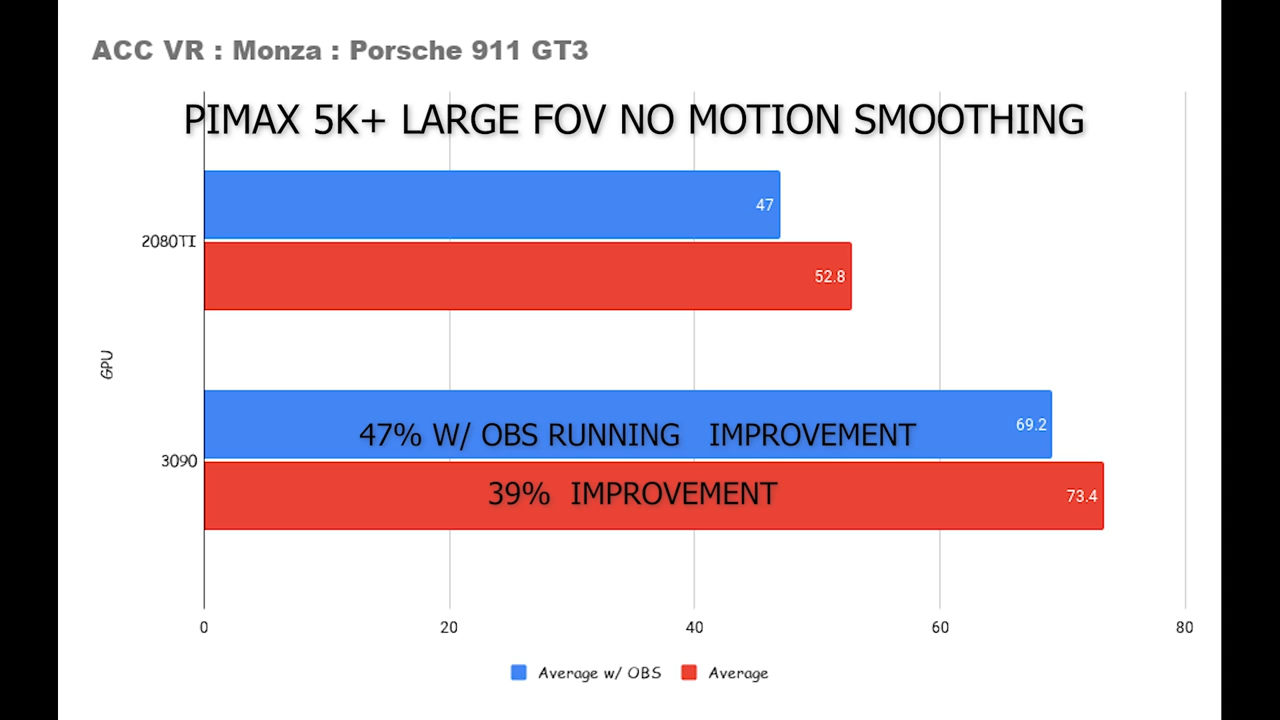 ACC VR : Monza : Porsche 911 GT3
PIMAX 5K+ LARGE FOV NO MOTION SMOOTHING
47
2080TI
52.8
GPU
69.2
47% W/ OBS RUNNING IMPROVEMENT
3090
39% IMPROVEMENT
73.4
0 20 40 60 80
Average w/ OBS Average